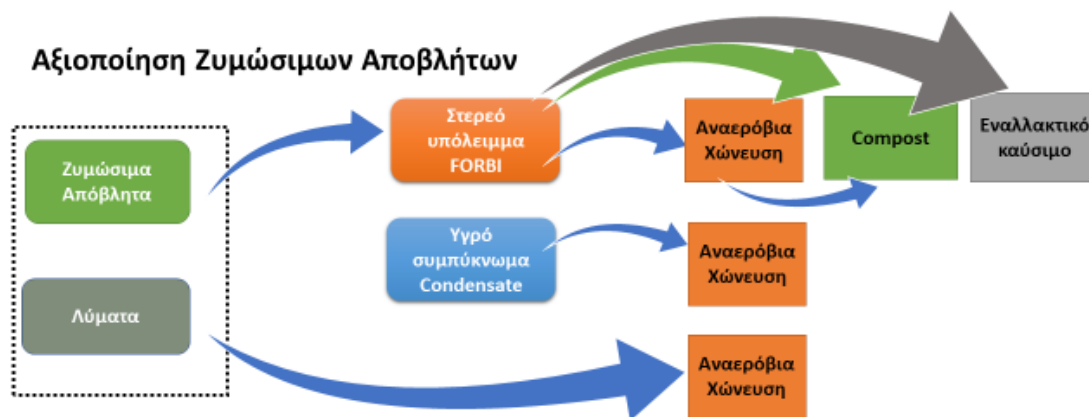 Αξιοποίηση Ζυμώσιμων Αποβλήτων
Ζυμώσιμα
Απόβλητα
Λύματα
Στερεό
υπόλειμμα
FORBI
Υγρό
συμπύκνωμα
Condensate
Αναερόβια
Χώνευση
Compost
Εναλλακτικό
καύσιμο
Αναερόβια
Χώνευση
Αναερόβια
Χώνευση